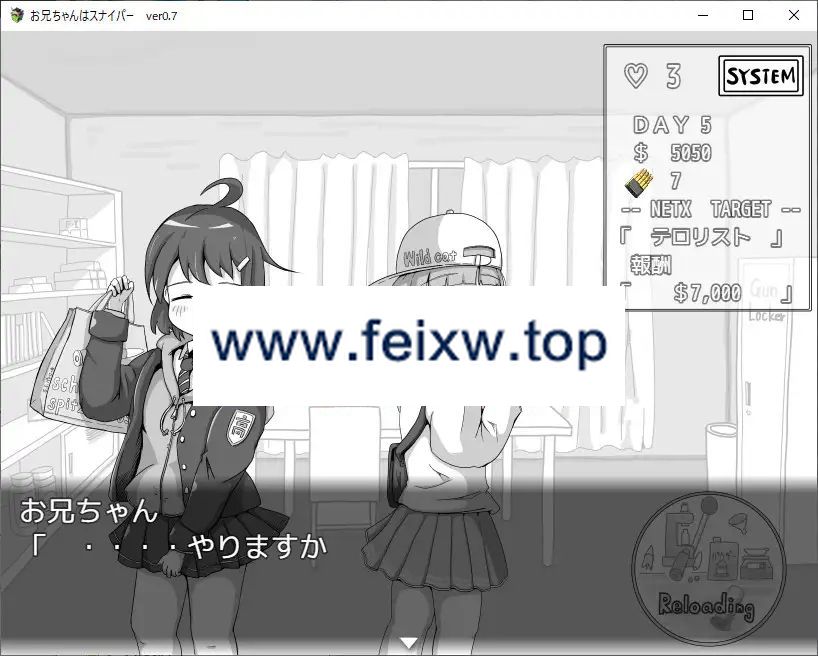 お兄ちゃんはスナイパー ver0.7
♡ 3
SYSTEM
DAY 5
$ 5050
7
-- NETX TARGET --
「 テロリスト 」
報酬
「 $7,000 」
Gun
Locker
Wild cat
www.feixw.top
お兄ちゃん
「 ・・・・やりますか
Reloading